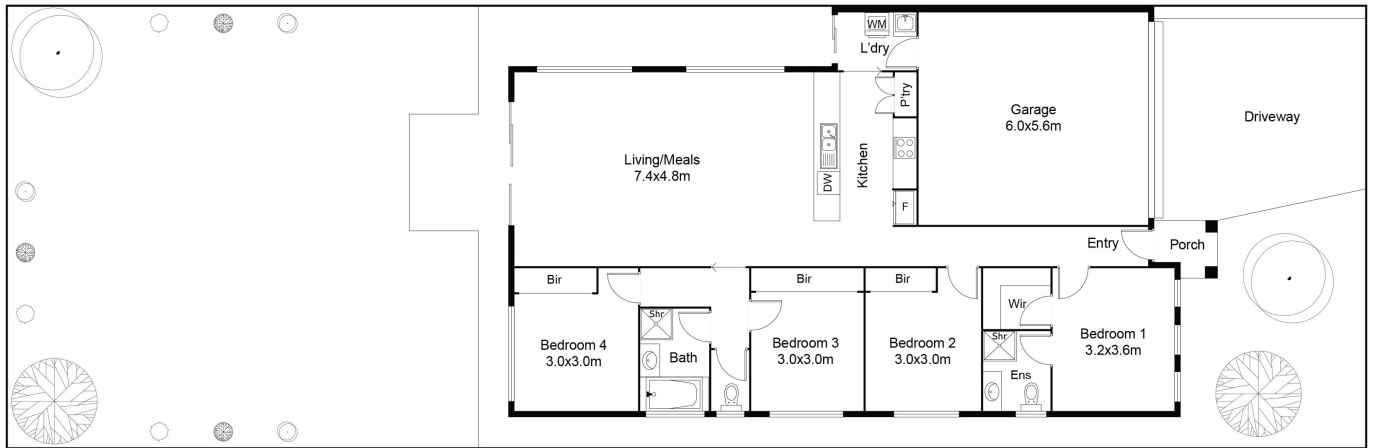 WM
L'dry
P'try
Garage
6.0x5.6m
Driveway
Living/Meals
7.4x4.8m
Kitchen
DW
F
Entry
Porch
Bir
Bir
Bir
Wir
Shr
Shr
Bedroom 4
3.0x3.0m
Bath
Bedroom 3
3.0x3.0m
Bedroom 2
3.0x3.0m
Ens
Bedroom 1
3.2x3.6m